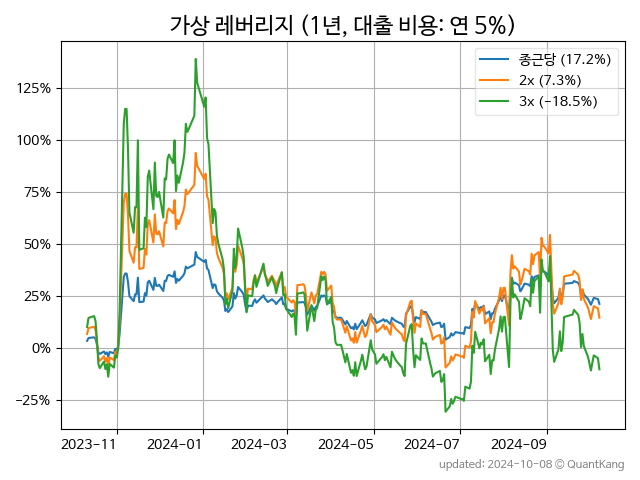 가상 레버리지 (1년, 대출 비용: 연 5%)
종근당 (17.2%)
2x (7.3%)
3x (-18.5%)
125%
100%
75%
50%
25%
0%
−25%
2023-11
2024-01
2024-03
2024-05
2024-07
2024-09
updated: 2024-10-08 © QuantKang